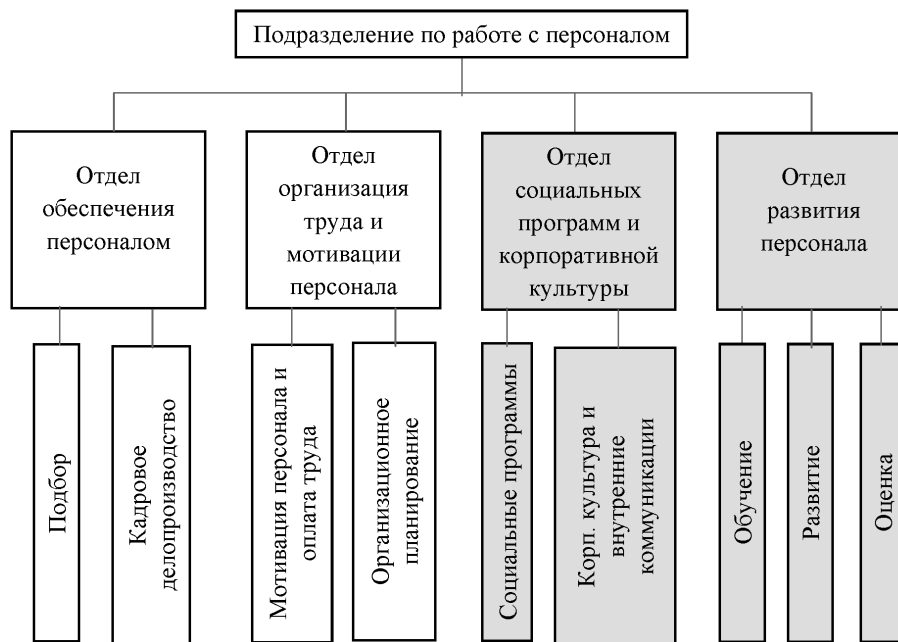 Подразделение по работе с персоналом
Отдел
обеспечения
персоналом
Отдел
организация
труда и
мотивации
персонала
Отдел
социальных
программ и
корпоративной
культуры
Отдел
развития
персонала
Подбор
Кадровое
делопроизводство
Мотивация персонала и
оплата труда
Организационное
планирование
Социальные программы
Корп. культура и
внутренние
коммуникации
Обучение
Развитие
Оценка